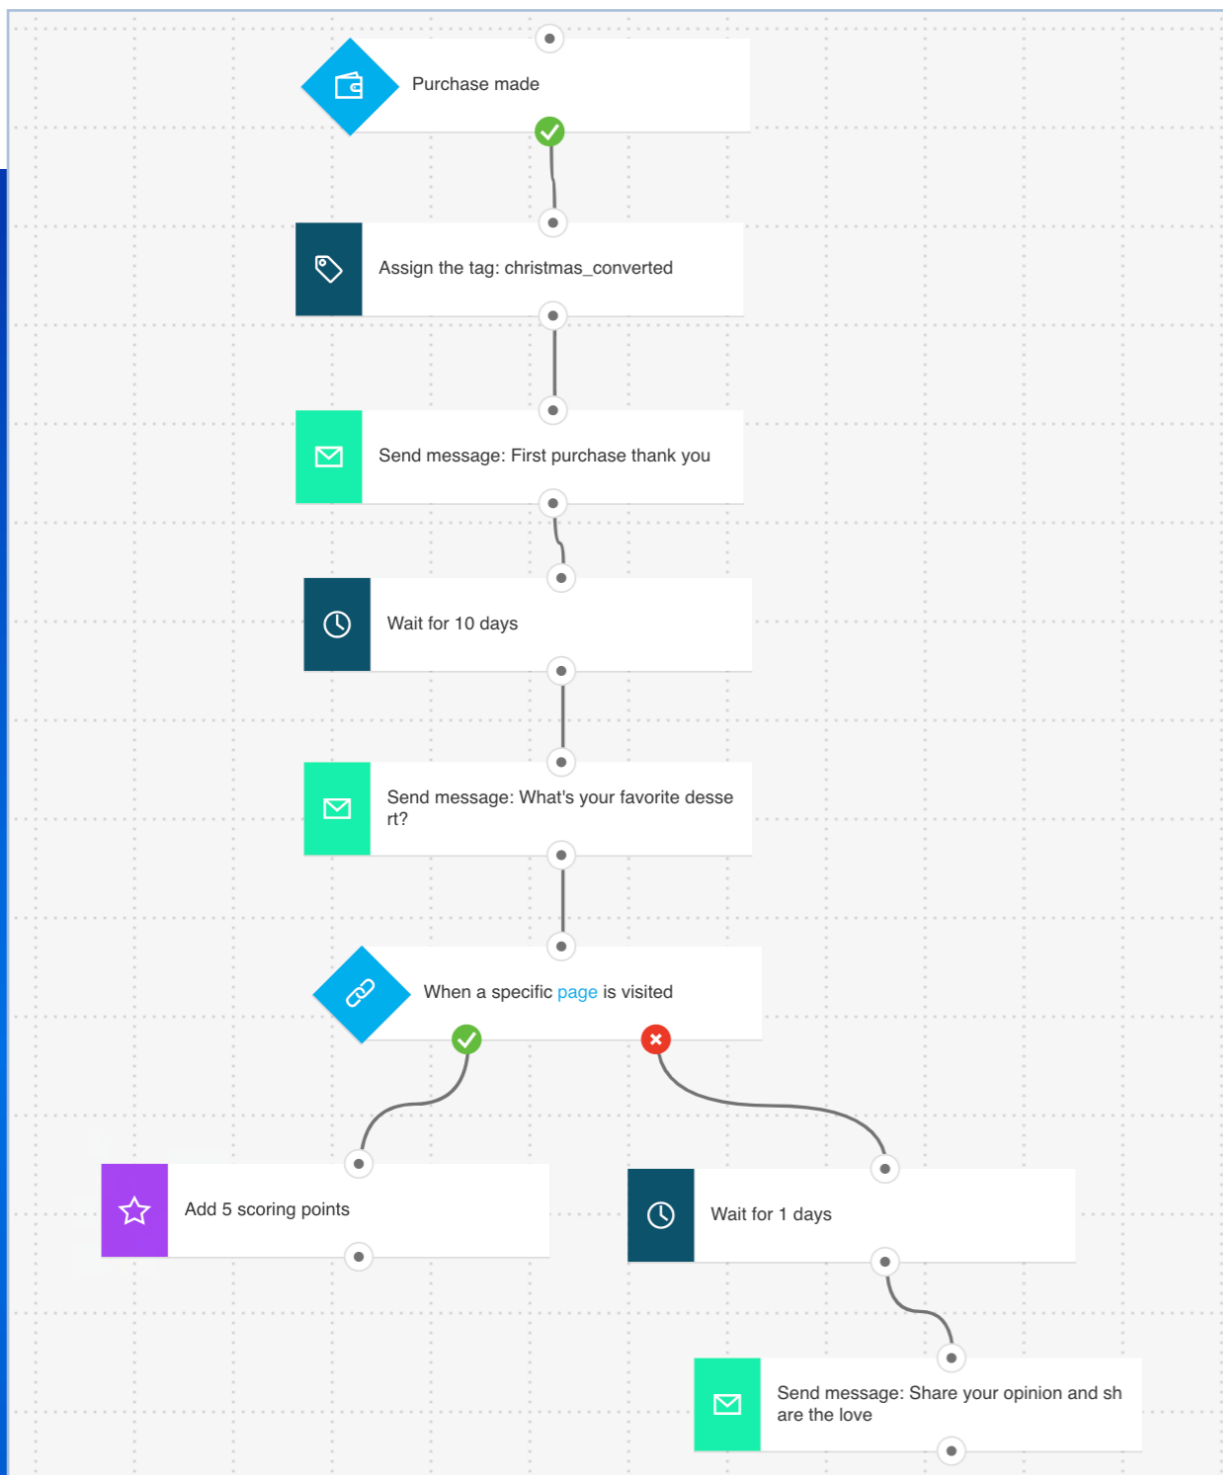 Purchase made
Assign the tag: christmas_converted
Send message: First purchase thank you
Wait for 10 days
Send message: What's your favorite desse
rt?
When a specific page is visited
Add 5 scoring points
Wait for 1 days
Send message: Share your opinion and sh
are the love